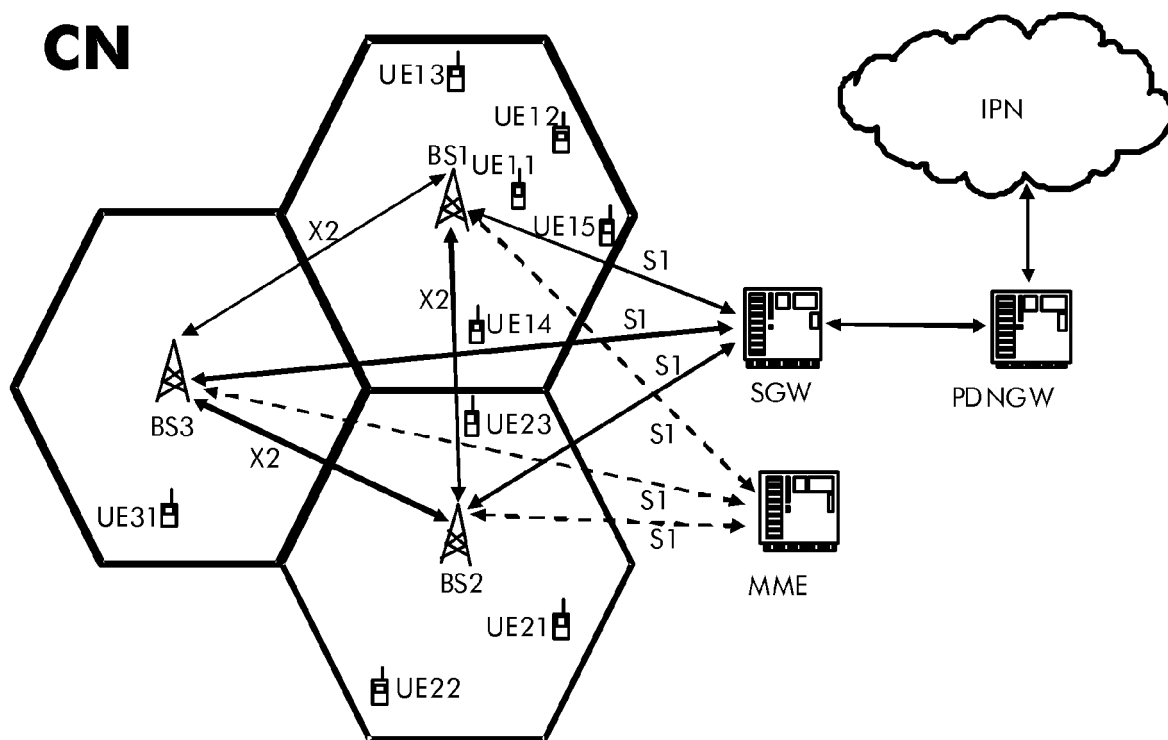 CN
UE13
UE12
IPN
BS1
UE11
UE15
X2
S1
X2
S1
UE14
S1
SGW
PDNGW
BS3
UE23
S1
X2
S1
UE31
S1
BS2
MME
UE21
UE22